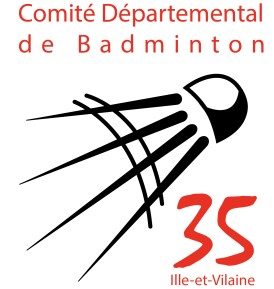 Comité Départemental
de Badminton
35
Ille-et-Vilaine